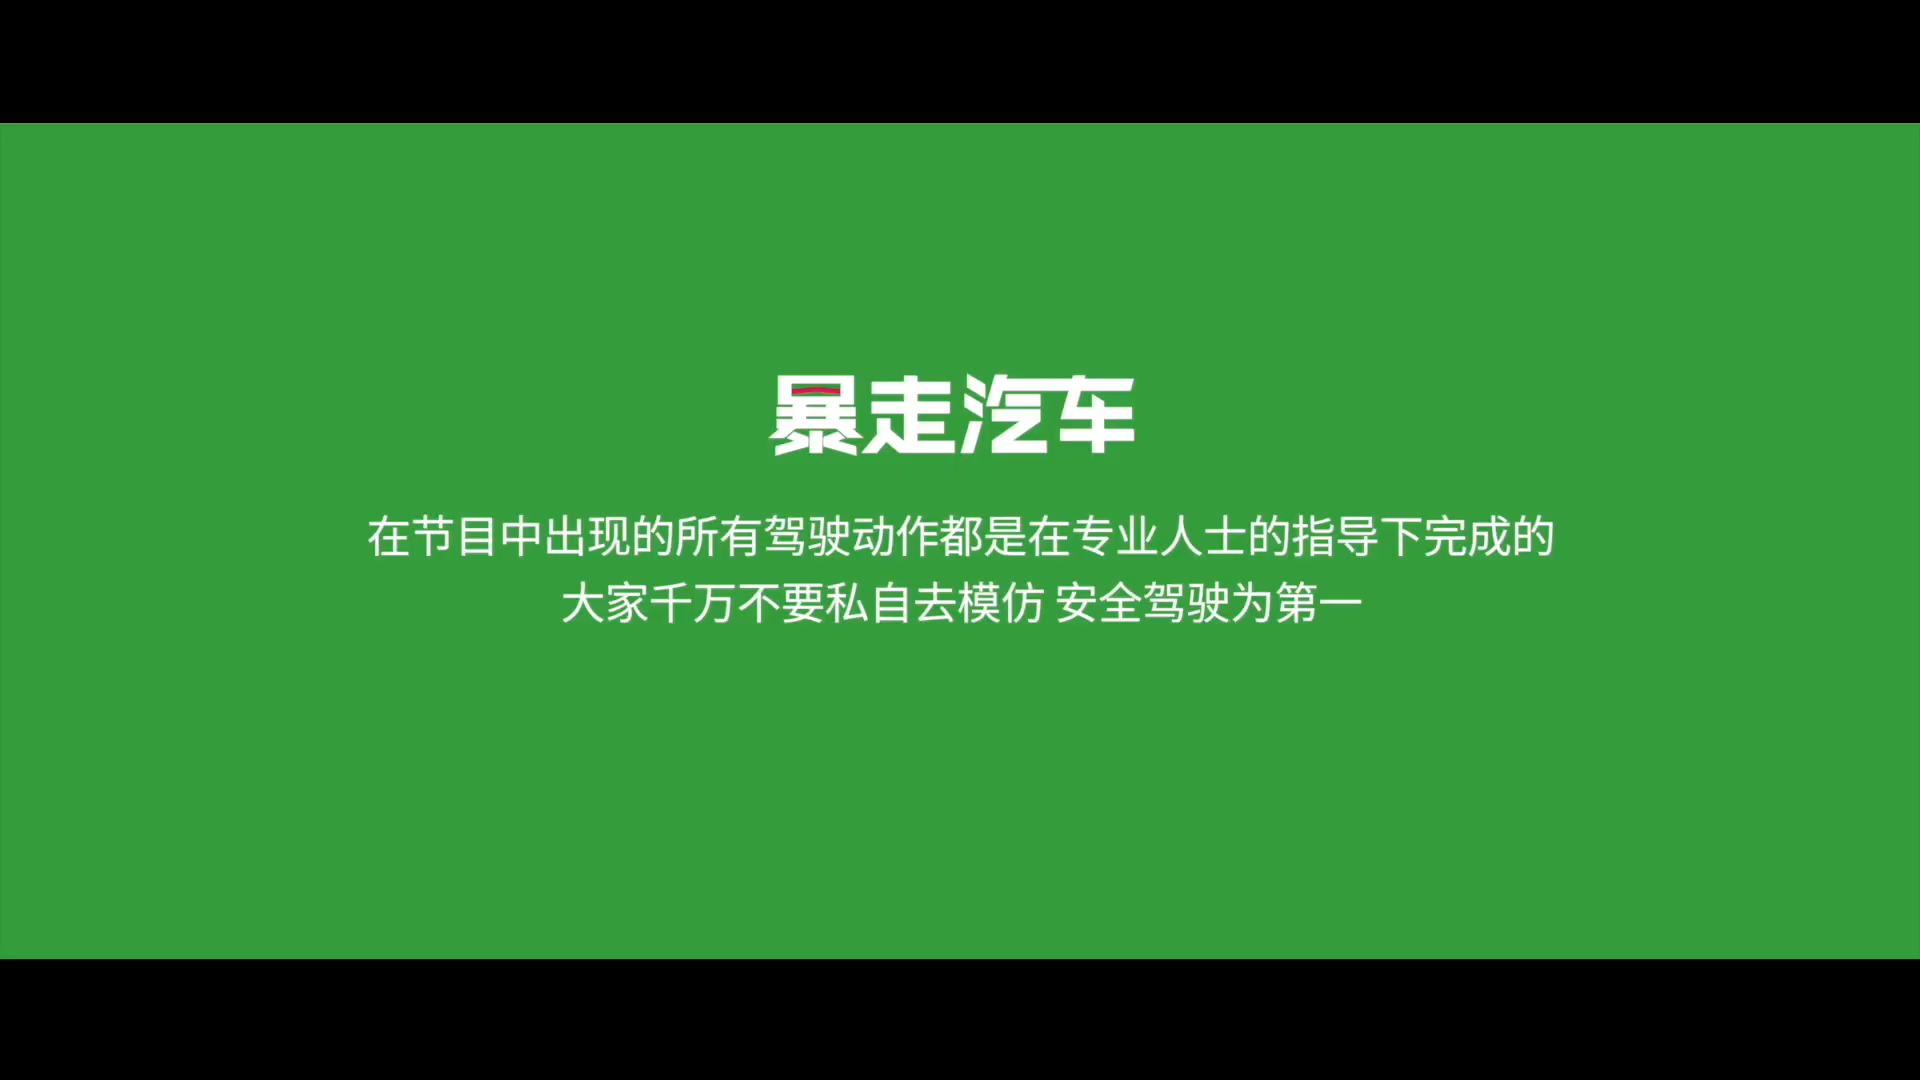 暴走汽车
在节目中出现的所有驾驶动作都是在专业人士的指导下完成的
大家千万不要私自去模仿 安全驾驶为第一